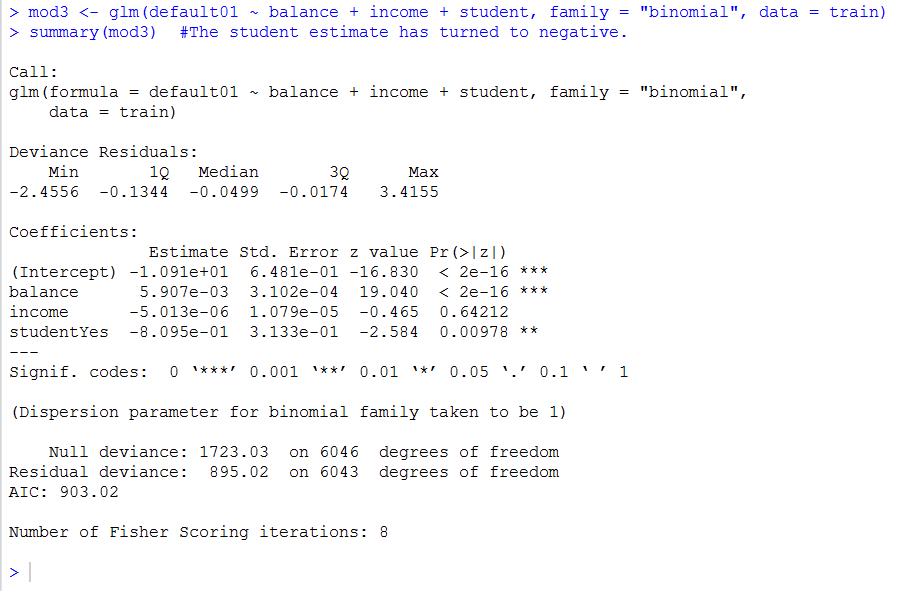 > mod3 <- glm(default01 ~ balance + income + student, family = "binomial", data = train)
> summary(mod3)  #The student estimate has turned to negative.
Call:
glm(formula = default01 ~ balance + income + student, family = "binomial",
    data = train)
Deviance Residuals:
    Min       1Q   Median       3Q      Max
-2.4556  -0.1344  -0.0499  -0.0174   3.4155
Coefficients:
              Estimate Std. Error z value Pr(>|z|)
(Intercept) -1.091e+01  6.481e-01 -16.830  < 2e-16 ***
balance      5.907e-03  3.102e-04  19.040  < 2e-16 ***
income      -5.013e-06  1.079e-05  -0.465  0.64212
studentYes  -8.095e-01  3.133e-01  -2.584  0.00978 **
---
Signif. codes:  0 ‘***’ 0.001 ‘**’ 0.01 ‘*’ 0.05 ‘.’ 0.1 ‘ ’ 1
(Dispersion parameter for binomial family taken to be 1)
    Null deviance: 1723.03  on 6046  degrees of freedom
Residual deviance:  895.02  on 6043  degrees of freedom
AIC: 903.02
Number of Fisher Scoring iterations: 8
>